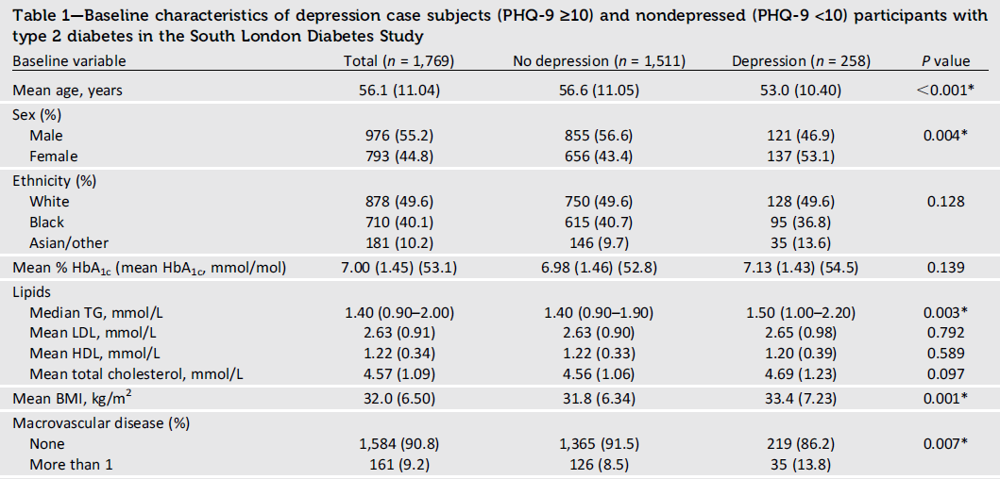 Table 1—Baseline characteristics of depression case subjects (PHQ-9 ≥10) and nondepressed (PHQ-9 <10) participants with
type 2 diabetes in the South London Diabetes Study
Baseline variable Total (n = 1,769) No depression (n = 1,511) Depression (n = 258) P value
Mean age, years 56.1 (11.04) 56.6 (11.05) 53.0 (10.40) <0.001*
Sex (%)
Male 976 (55.2) 855 (56.6) 121 (46.9) 0.004*
Female 793 (44.8) 656 (43.4) 137 (53.1)
Ethnicity (%)
White 878 (49.6) 750 (49.6) 128 (49.6) 0.128
Black 710 (40.1) 615 (40.7) 95 (36.8)
Asian/other 181 (10.2) 146 (9.7) 35 (13.6)
Mean % HbA1c (mean HbA1c, mmol/mol) 7.00 (1.45) (53.1) 6.98 (1.46) (52.8) 7.13 (1.43) (54.5) 0.139
Lipids
Median TG, mmol/L 1.40 (0.90–2.00) 1.40 (0.90–1.90) 1.50 (1.00–2.20) 0.003*
Mean LDL, mmol/L 2.63 (0.91) 2.63 (0.90) 2.65 (0.98) 0.792
Mean HDL, mmol/L 1.22 (0.34) 1.22 (0.33) 1.20 (0.39) 0.589
Mean total cholesterol, mmol/L 4.57 (1.09) 4.56 (1.06) 4.69 (1.23) 0.097
Mean BMI, kg/m² 32.0 (6.50) 31.8 (6.34) 33.4 (7.23) 0.001*
Macrovascular disease (%)
None 1,584 (90.8) 1,365 (91.5) 219 (86.2) 0.007*
More than 1 161 (9.2) 126 (8.5) 35 (13.8)